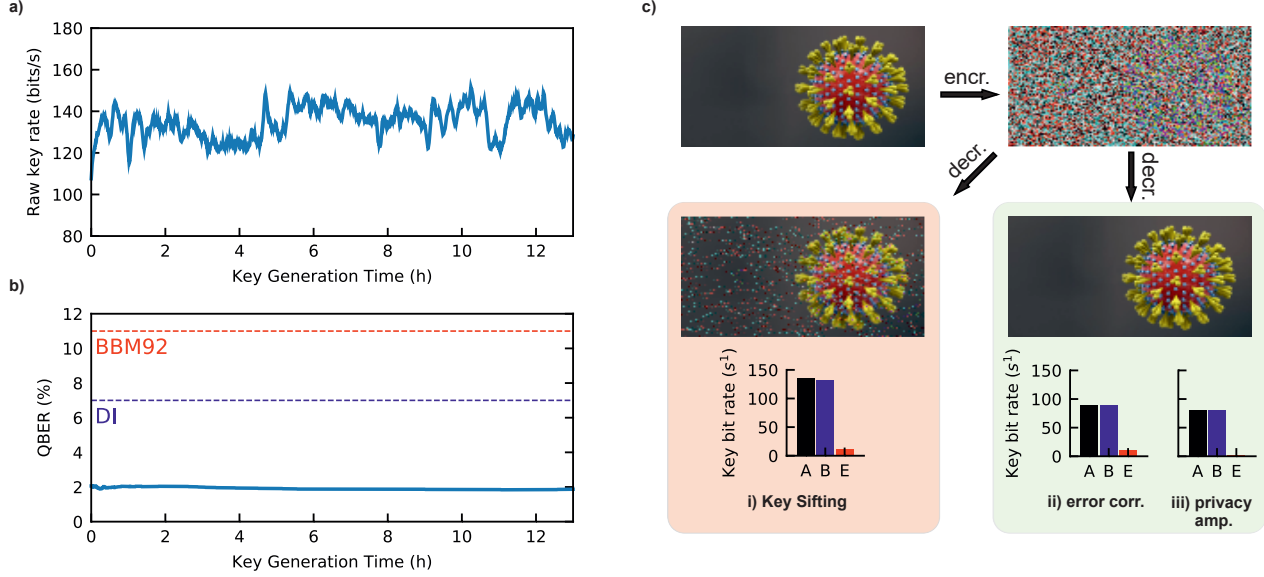 a)
180
160
140
120
100
80
Raw key rate (bits/s)
0 2 4 6 8 10 12
Key Generation Time (h)
b)
12
10
8
6
4
2
0
QBER (%)
BBM92
DI
0 2 4 6 8 10 12
Key Generation Time (h)
c)
encr.
decr.
decr.
150
100
50
0
Key bit rate (s¹)
A B E
i) Key Sifting
150
100
50
0
Key bit rate (s¹)
A B E
A B E
ii) error corr.
iii) privacy
amp.